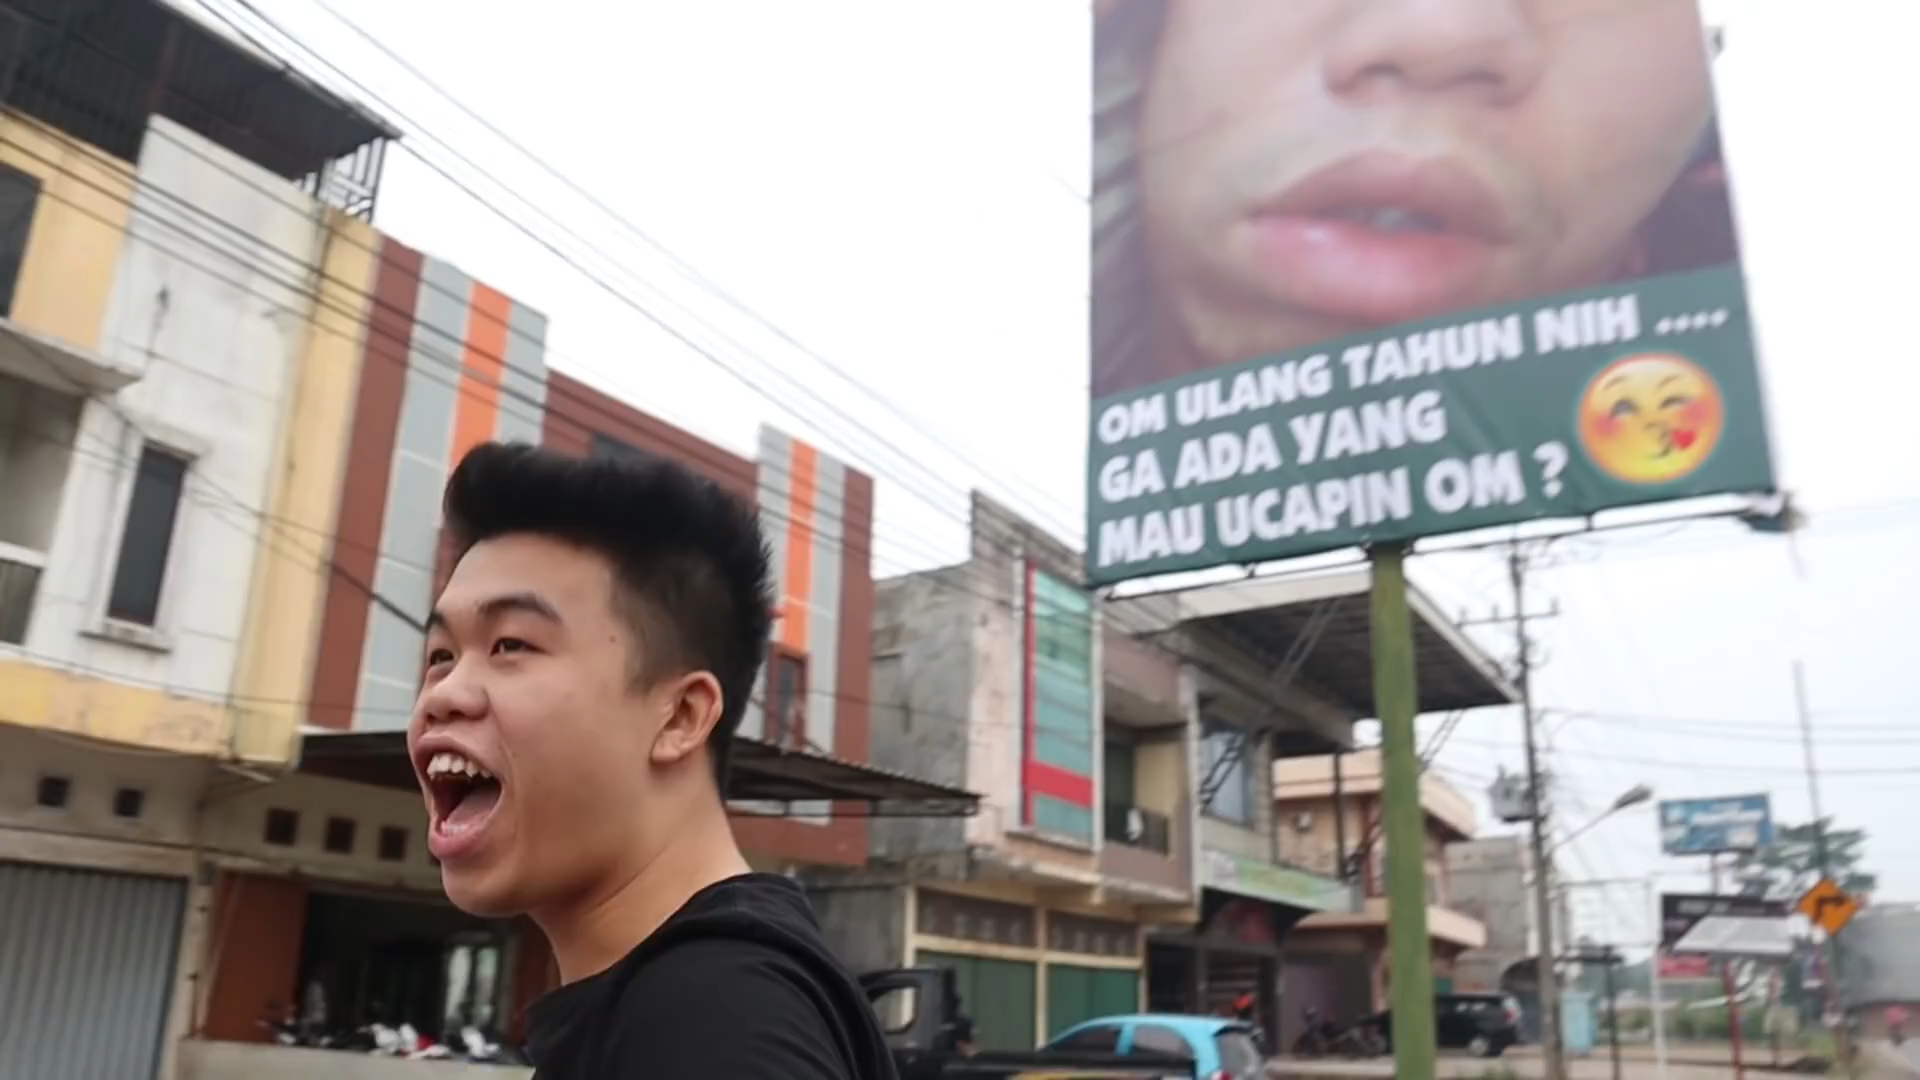 OM ULANG TAHUN NIH ....
GA ADA YANG
MAU UCAPIN OM ?